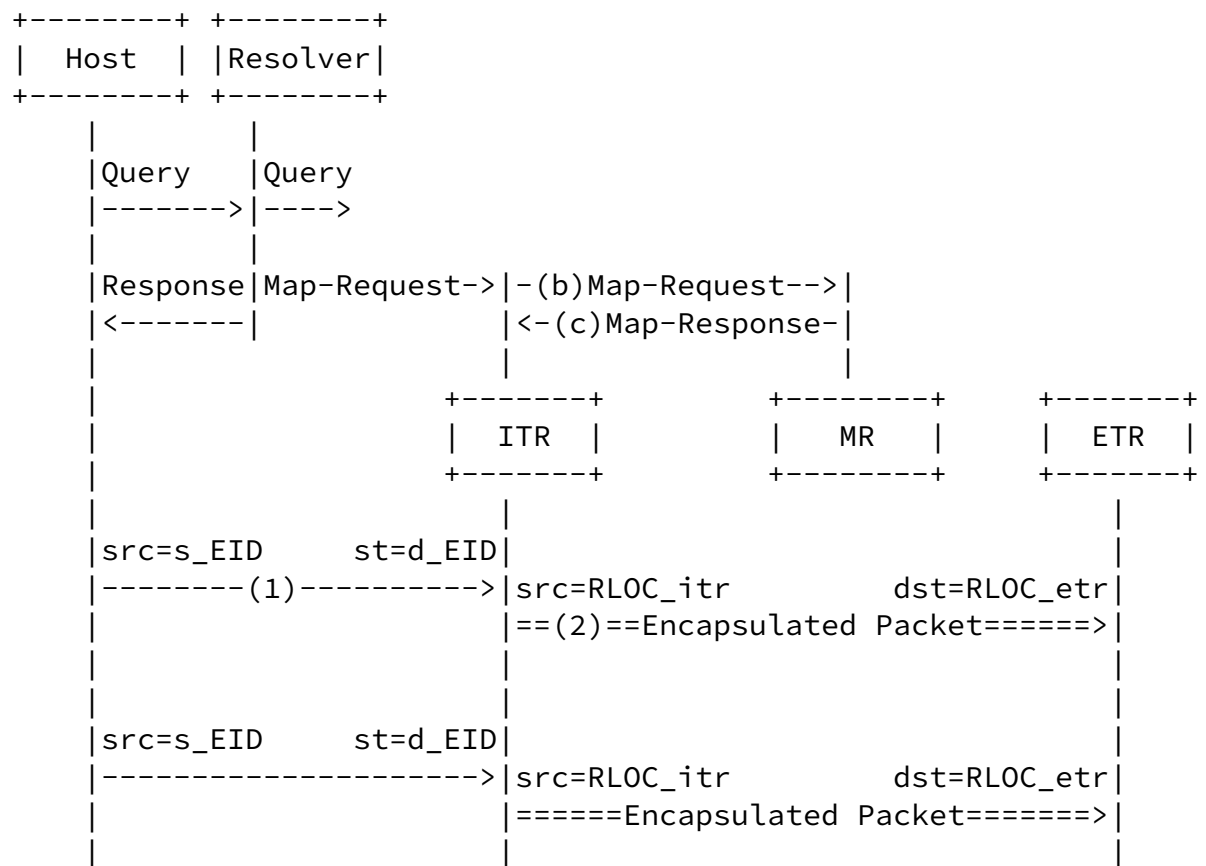 +--------+ +--------+
|  Host  | |Resolver|
+--------+ +--------+
    |        |
    |Query   |Query
    |------->|---->
    |        |
    |Response|Map-Request->|-(b)Map-Request-->|
    |<-------|             |<-(c)Map-Response-|
    |                      |                  |
    |                   +-------+         +--------+     +-------+
    |                   |  ITR  |         |   MR   |     |  ETR  |
    |                   +-------+         +--------+     +-------+
    |                      |                                 |
    |src=s_EID     st=d_EID|                                 |
    |--------(1)---------->|src=RLOC_itr         dst=RLOC_etr|
    |                      |==(2)==Encapsulated Packet======>|
    |                      |                                 |
    |                      |                                 |
    |src=s_EID     st=d_EID|                                 |
    |--------------------->|src=RLOC_itr         dst=RLOC_etr|
    |                      |======Encapsulated Packet=======>|
    |                      |                                 |